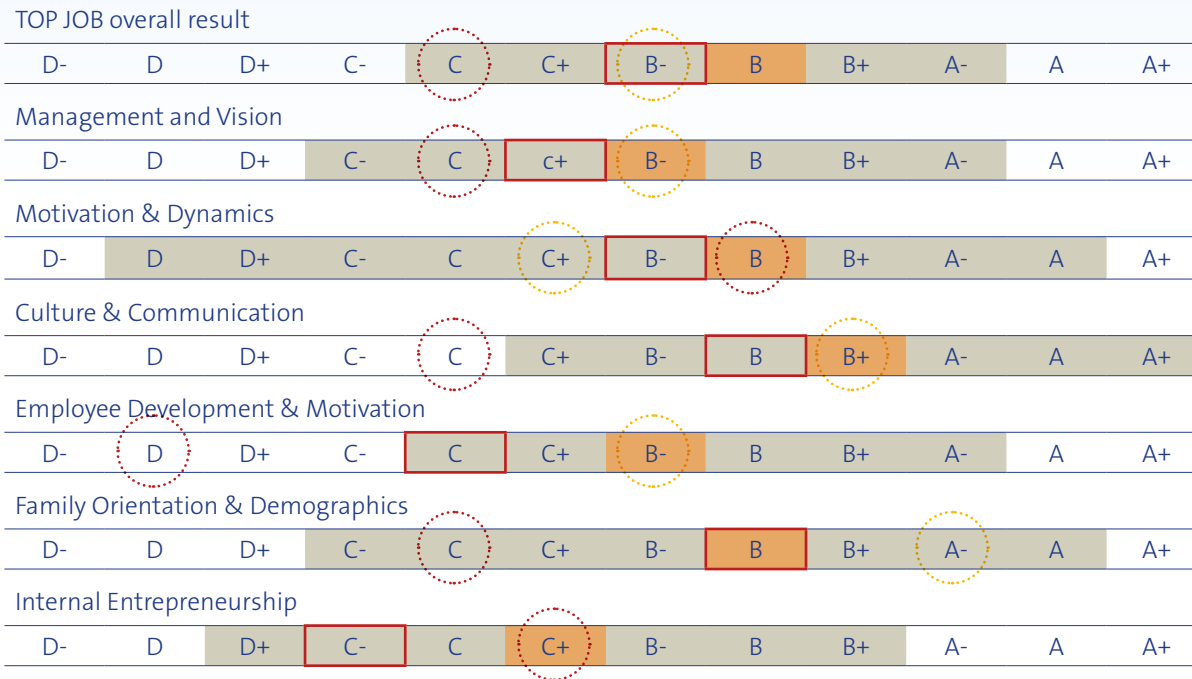 TOP JOB overall result
D- D D+ C- C C+ B- B B+ A- A A+
Management and Vision
D- D D+ C- C c+ B- B B+ A- A A+
Motivation & Dynamics
D- D D+ C- C C+ B- B B+ A- A A+
Culture & Communication
D- D D+ C- C C+ B- B B+ A- A A+
Employee Development & Motivation
D- D D+ C- C C+ B- B B+ A- A A+
Family Orientation & Demographics
D- D D+ C- C C+ B- B B+ A- A A+
Internal Entrepreneurship
D- D D+ C- C C+ B- B B+ A- A A+